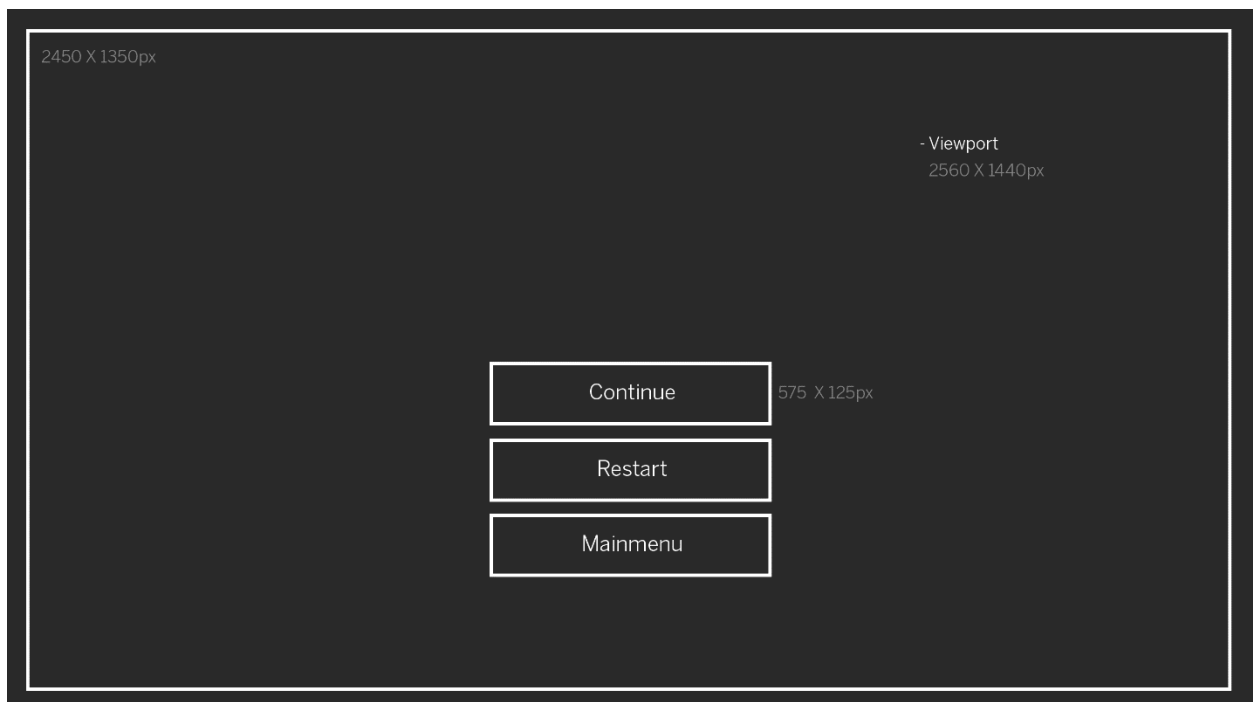 2450 X 1350px
- Viewport
2560 X 1440px
Continue
575 X 125px
Restart
Mainmenu